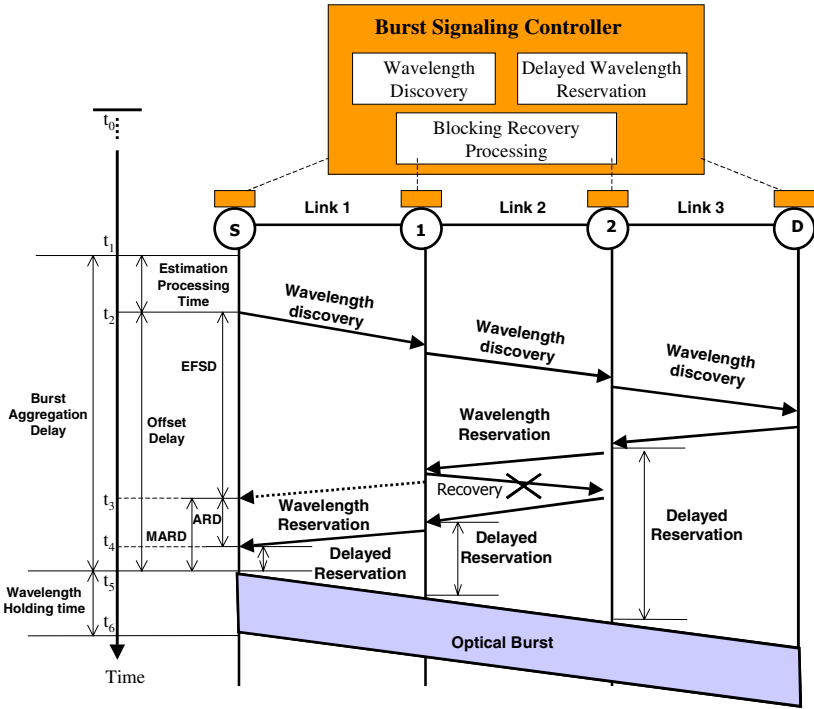 Burst Signaling Controller
Wavelength
Discovery
Delayed Wavelength
Reservation
Blocking Recovery
Processing
t0
Link 1
Link 2
Link 3
S
1
2
D
t1
Estimation
Processing
Time
t2
Wavelength
discovery
Wavelength
discovery
Wavelength
discovery
EFSD
Burst
Aggregation
Delay
Offset
Delay
Wavelength
Reservation
Recovery
t3
ARD
MARD
Wavelength
Reservation
t4
Delayed
Reservation
Delayed
Reservation
Delayed
Reservation
t5
Wavelength
Holding time
t6
Optical Burst
Time